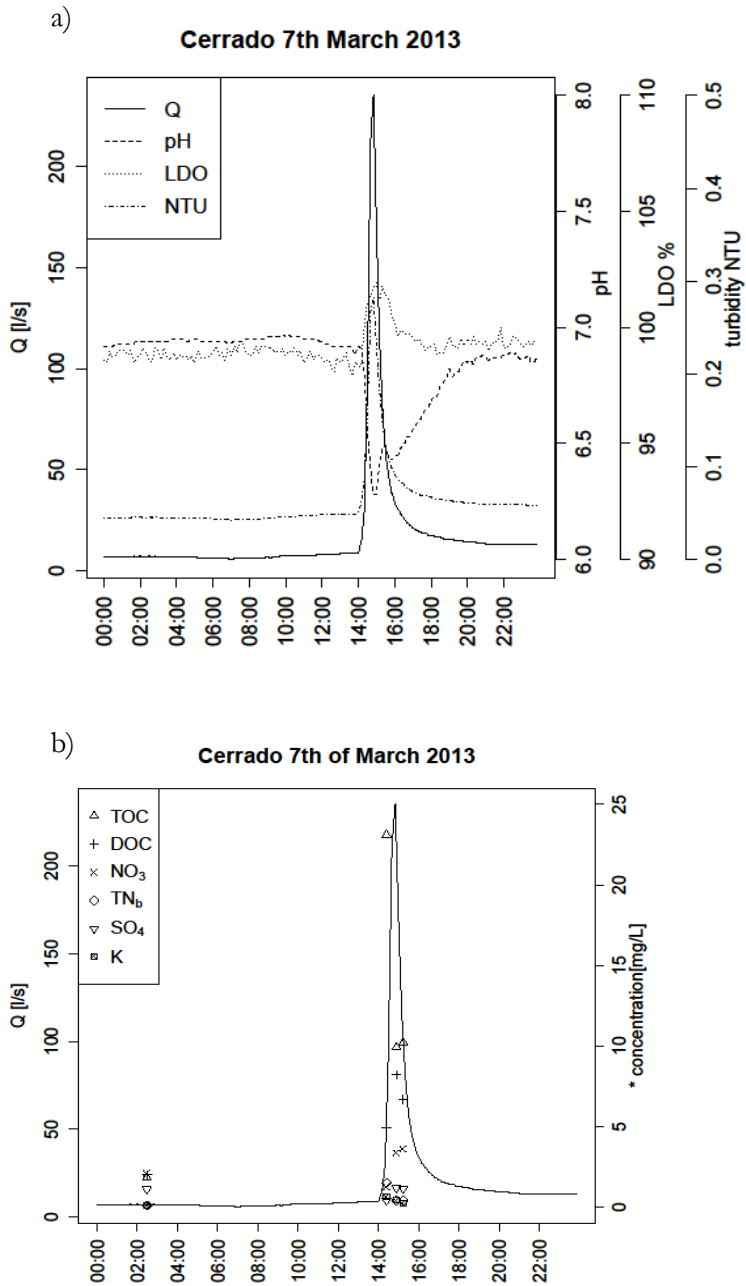 a)
Cerrado 7th March 2013
Q
pH
LDO
NTU
Q [l/s]
0
50
100
150
200
00:00
02:00
04:00
06:00
08:00
10:00
12:00
14:00
16:00
18:00
20:00
22:00
6.0
6.5
7.0
7.5
8.0
pH
90
95
100
105
110
LDO %
0.0
0.1
0.2
0.3
0.4
0.5
turbidity NTU
b)
Cerrado 7th of March 2013
TOC
DOC
NO₃
TN_b
SO₄
K
Q [l/s]
0
50
100
150
200
00:00
02:00
04:00
06:00
08:00
10:00
12:00
14:00
16:00
18:00
20:00
22:00
0
5
10
15
20
25
* concentration[mg/L]